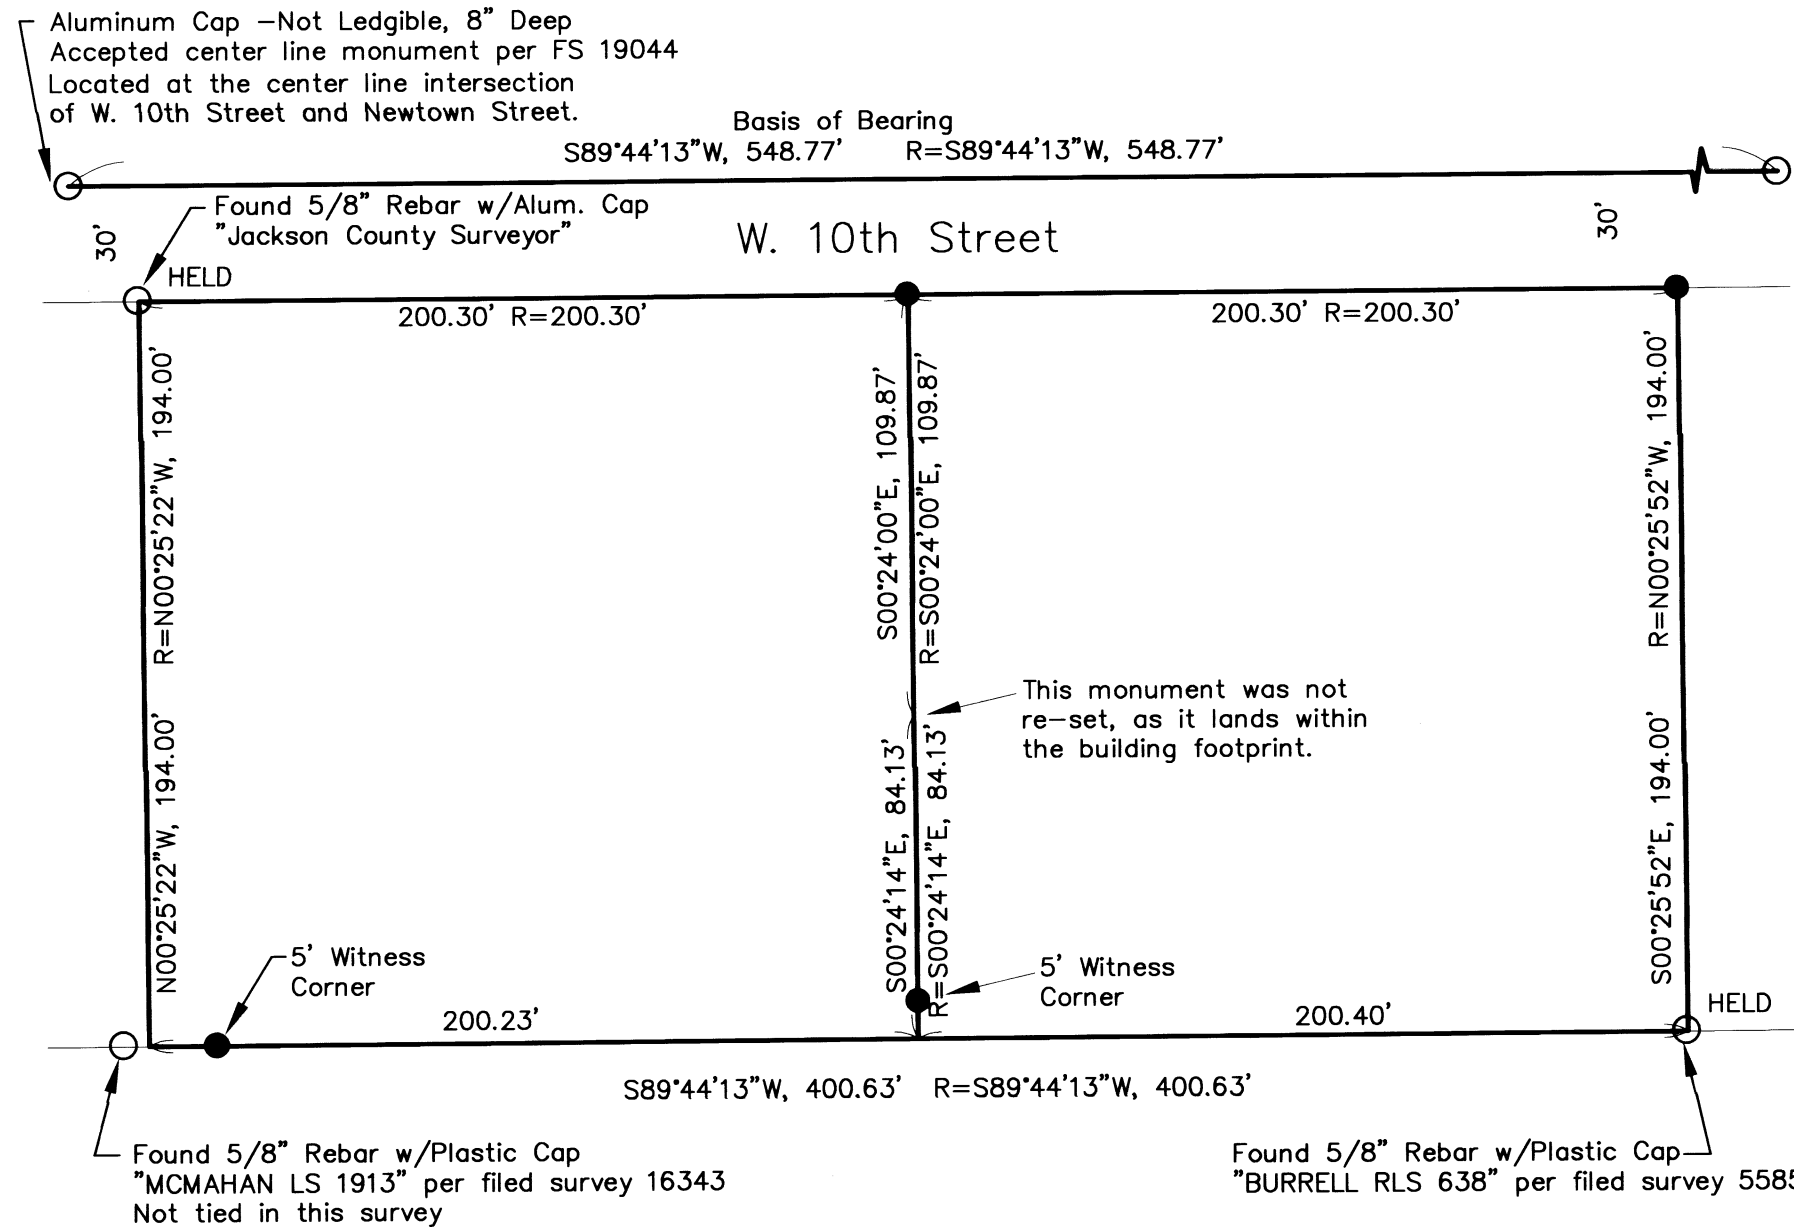 Aluminum Cap –Not Ledgible, 8" Deep
Accepted center line monument per FS 19044
Located at the center line intersection
of W. 10th Street and Newtown Street.
Basis of Bearing
S89°44'13"W, 548.77' R=S89°44'13"W, 548.77'
30'
Found 5/8" Rebar w/Alum. Cap
"Jackson County Surveyor"
W. 10th Street
30'
HELD
200.30' R=200.30'
200.30' R=200.30'
N00°25'22"W, 194.00' R=N00°25'22"W, 194.00'
S00°24'00"E, 109.87'
R=S00°24'00"E, 109.87'
S00°25'52"E, 194.00' R=N00°25'52"W, 194.00'
This monument was not
re–set, as it lands within
the building footprint.
S00°24'14"E, 84.13'
R=S00°24'14"E, 84.13'
5' Witness
Corner
5' Witness
Corner
HELD
200.23'
200.40'
S89°44'13"W, 400.63' R=S89°44'13"W, 400.63'
Found 5/8" Rebar w/Plastic Cap
"MCMAHAN LS 1913" per filed survey 16343
Not tied in this survey
Found 5/8" Rebar w/Plastic Cap
"BURRELL RLS 638" per filed survey 5585